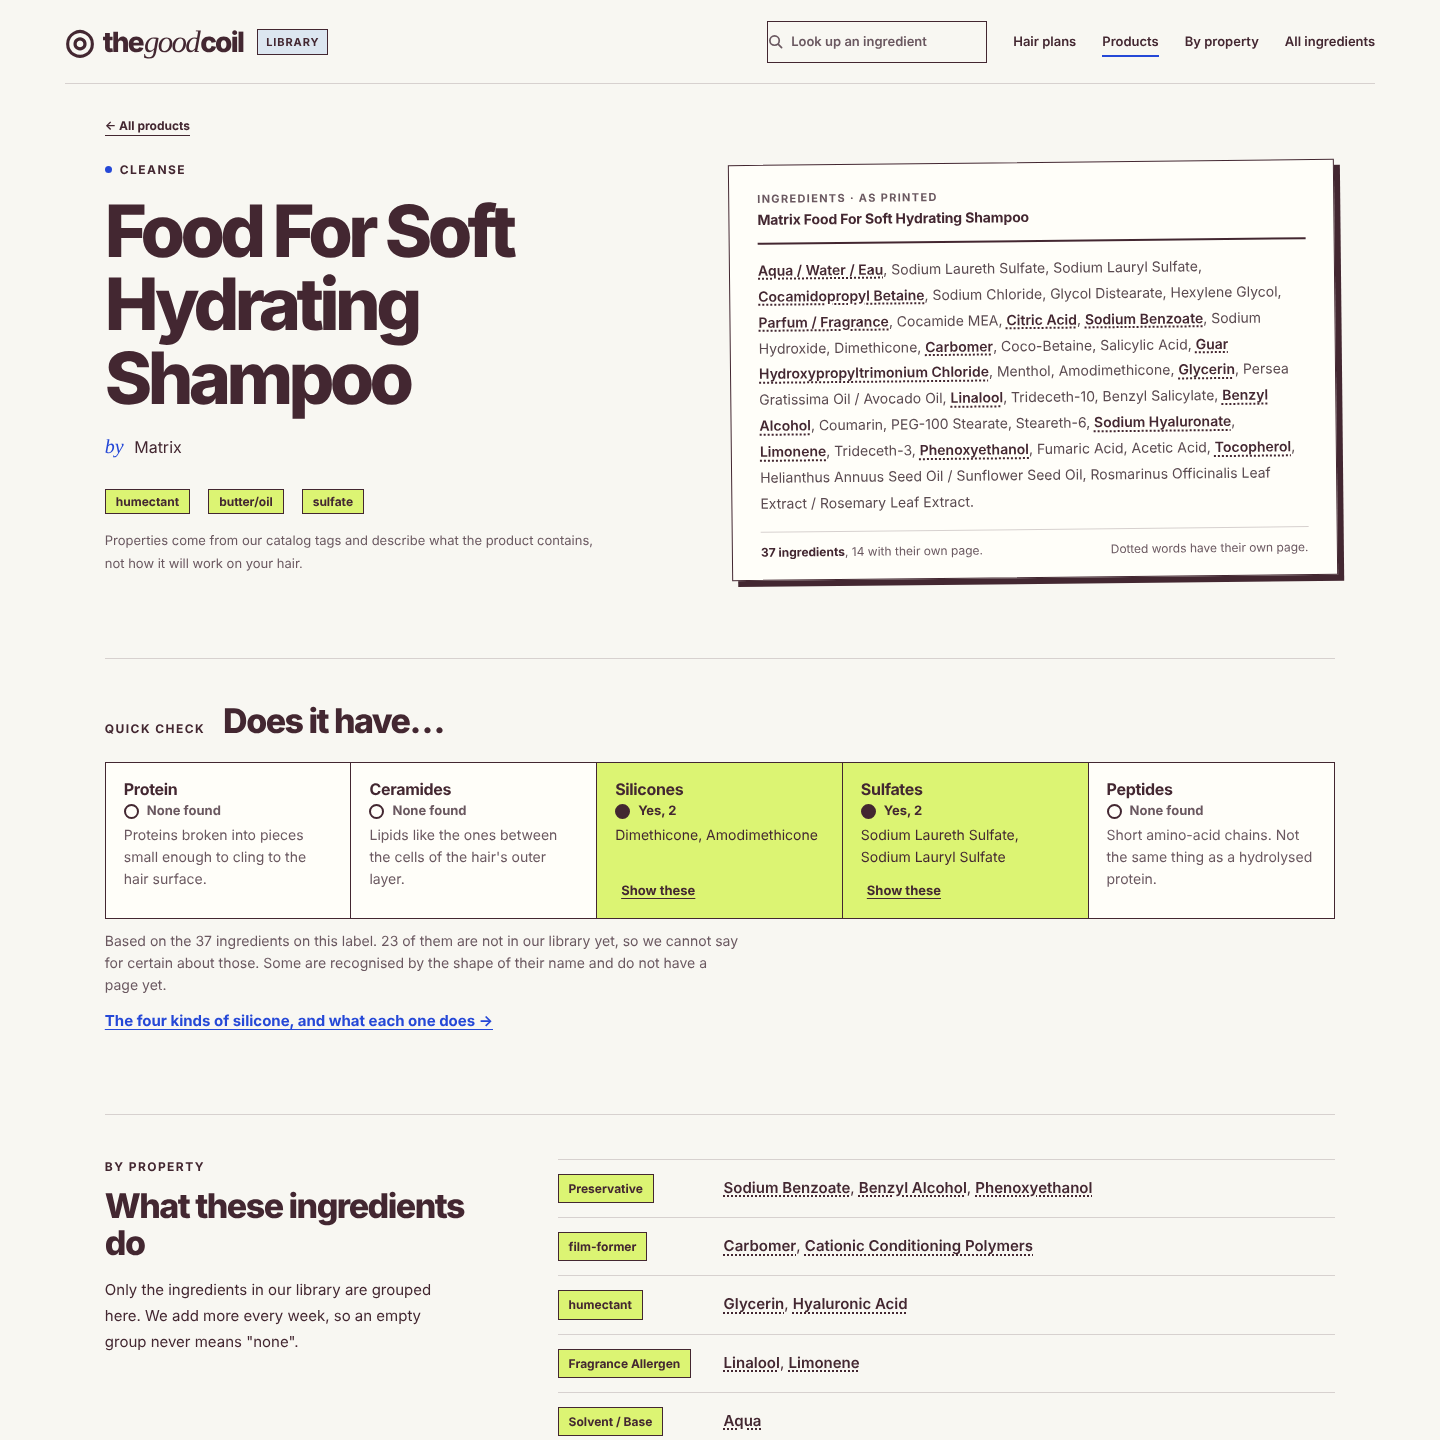 thegoodcoil LIBRARY
Look up an ingredient
Hair plans Products By property All ingredients
← All products
CLEANSE
Food For Soft
Hydrating
Shampoo
by Matrix
humectant butter/oil sulfate
Properties come from our catalog tags and describe what the product contains,
not how it will work on your hair.
INGREDIENTS · AS PRINTED
Matrix Food For Soft Hydrating Shampoo
Aqua / Water / Eau, Sodium Laureth Sulfate, Sodium Lauryl Sulfate,
Cocamidopropyl Betaine, Sodium Chloride, Glycol Distearate, Hexylene Glycol,
Parfum / Fragrance, Cocamide MEA, Citric Acid, Sodium Benzoate, Sodium
Hydroxide, Dimethicone, Carbomer, Coco-Betaine, Salicylic Acid, Guar
Hydroxypropyltrimonium Chloride, Menthol, Amodimethicone, Glycerin, Persea
Gratissima Oil / Avocado Oil, Linalool, Trideceth-10, Benzyl Salicylate, Benzyl
Alcohol, Coumarin, PEG-100 Stearate, Steareth-6, Sodium Hyaluronate,
Limonene, Trideceth-3, Phenoxyethanol, Fumaric Acid, Acetic Acid, Tocopherol,
Helianthus Annuus Seed Oil / Sunflower Seed Oil, Rosmarinus Officinalis Leaf
Extract / Rosemary Leaf Extract.
37 ingredients, 14 with their own page. Dotted words have their own page.
QUICK CHECK Does it have…
Protein
None found
Proteins broken into pieces
small enough to cling to the
hair surface.
Ceramides
None found
Lipids like the ones between
the cells of the hair's outer
layer.
Silicones
Yes, 2
Dimethicone, Amodimethicone
Show these
Sulfates
Yes, 2
Sodium Laureth Sulfate,
Sodium Lauryl Sulfate
Show these
Peptides
None found
Short amino-acid chains. Not
the same thing as a hydrolysed
protein.
Based on the 37 ingredients on this label. 23 of them are not in our library yet, so we cannot say
for certain about those. Some are recognised by the shape of their name and do not have a
page yet.
The four kinds of silicone, and what each one does →
BY PROPERTY
What these ingredients
do
Only the ingredients in our library are grouped
here. We add more every week, so an empty
group never means "none".
Preservative Sodium Benzoate, Benzyl Alcohol, Phenoxyethanol
film-former Carbomer, Cationic Conditioning Polymers
humectant Glycerin, Hyaluronic Acid
Fragrance Allergen Linalool, Limonene
Solvent / Base Aqua